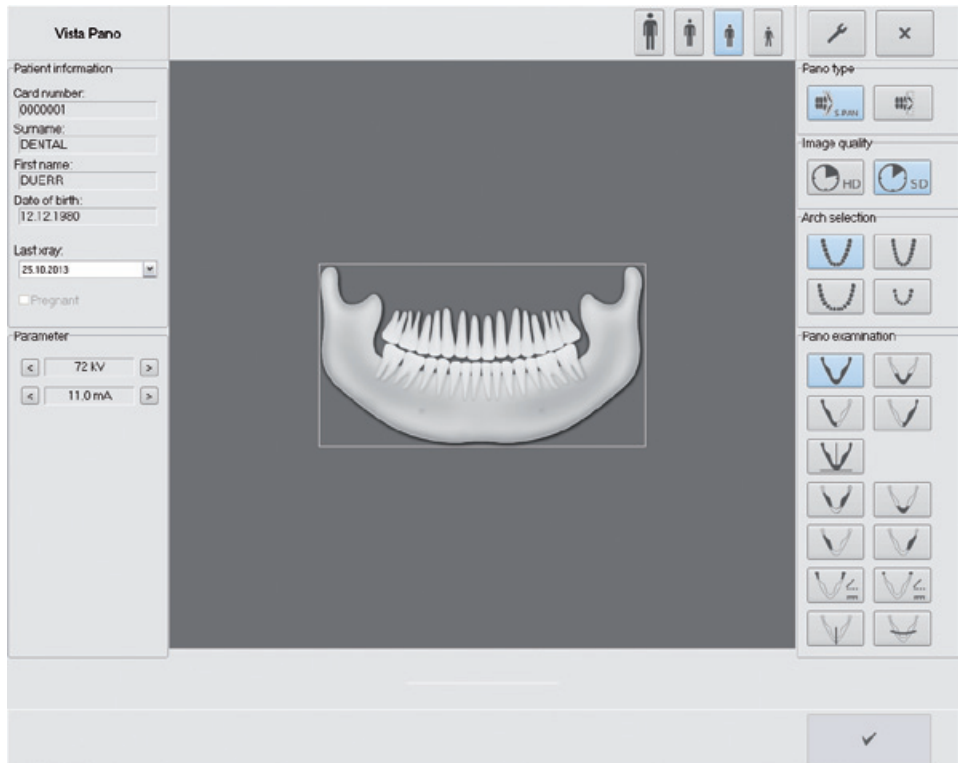 Vista Pano
Patient information
Card number:
0000001
Surname:
DENTAL
First name:
DUERR
Date of birth:
12.12.1980
Last xray:
25.10.2013
Pregnant
Parameter
< 72 kV >
< 11.0 mA >
Pano type
S-PAN
Image quality
HD SD
Arch selection
Pano examination
mm mm